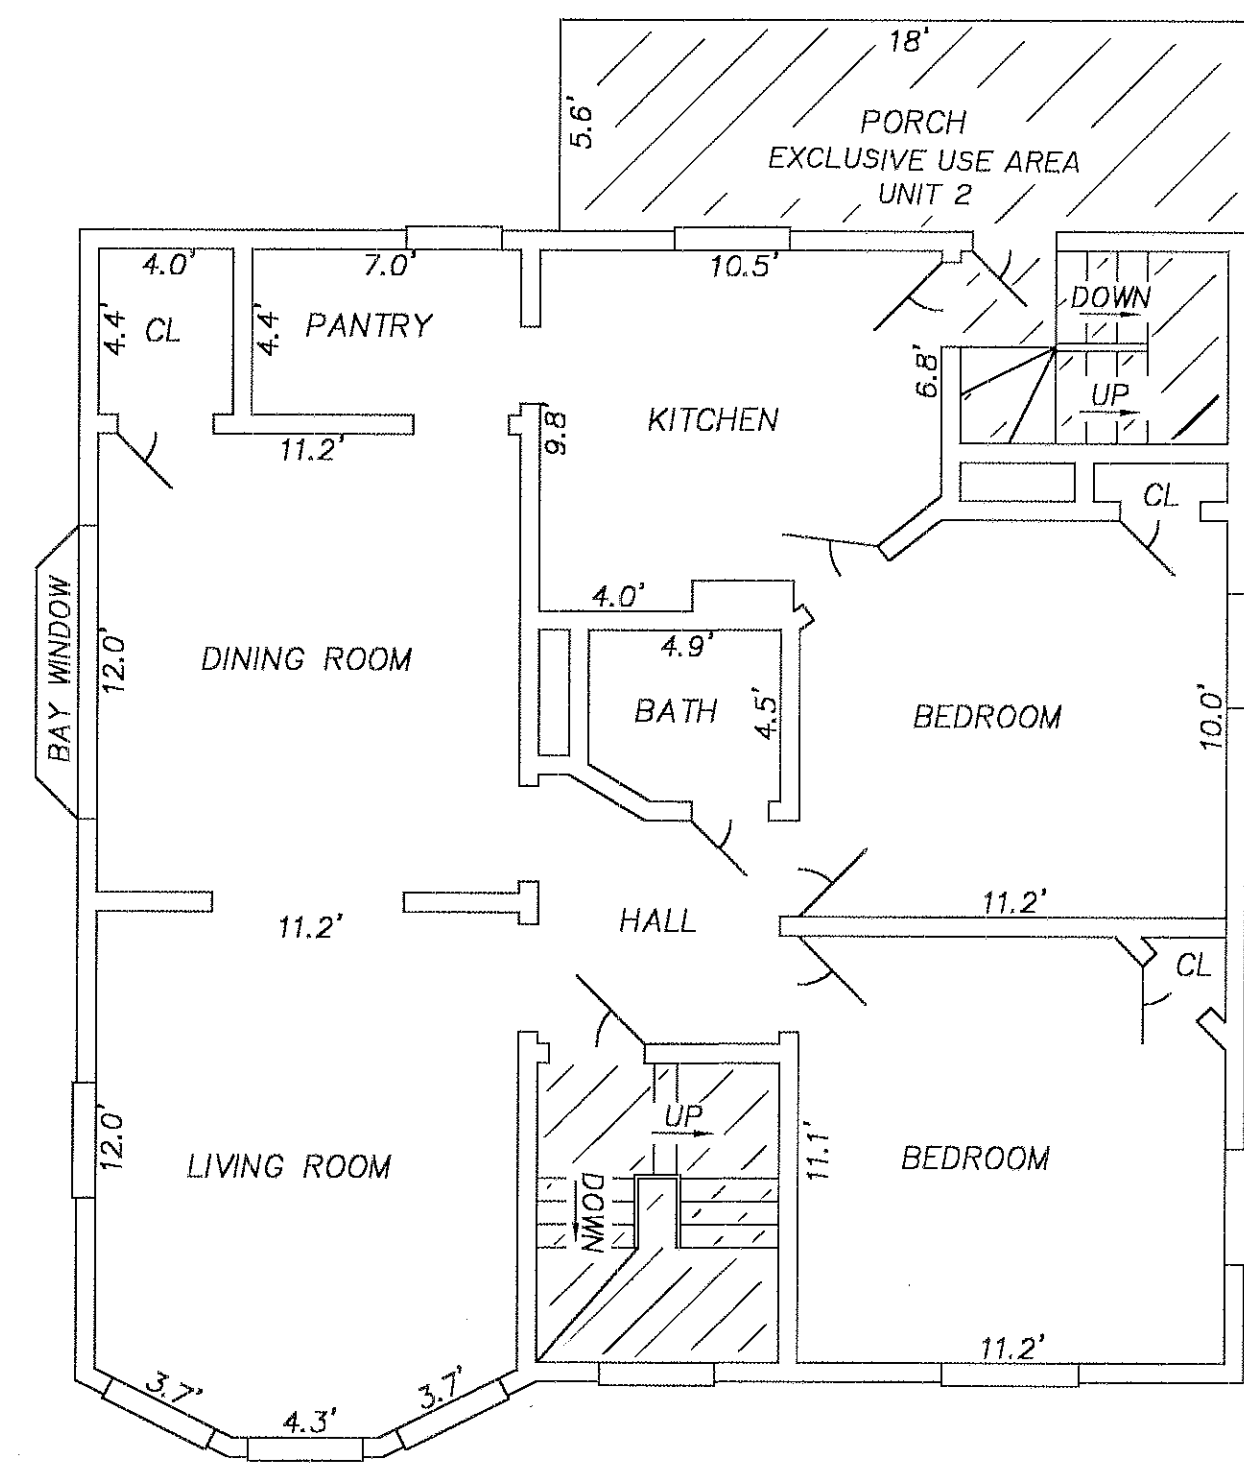 18'
5.6'
PORCH
EXCLUSIVE USE AREA
UNIT 2
4.0'
7.0'
10.5'
4.4'
CL
4.4'
PANTRY
DOWN
6.8'
UP
11.2'
9.8'
KITCHEN
CL
BAY WINDOW
12.0'
DINING ROOM
4.0'
4.9'
BATH
4.5'
BEDROOM
10.0'
11.2'
HALL
11.2'
CL
12.0'
LIVING ROOM
UP
DOWN
11.1'
BEDROOM
11.2'
3.7'
4.3'
3.7'